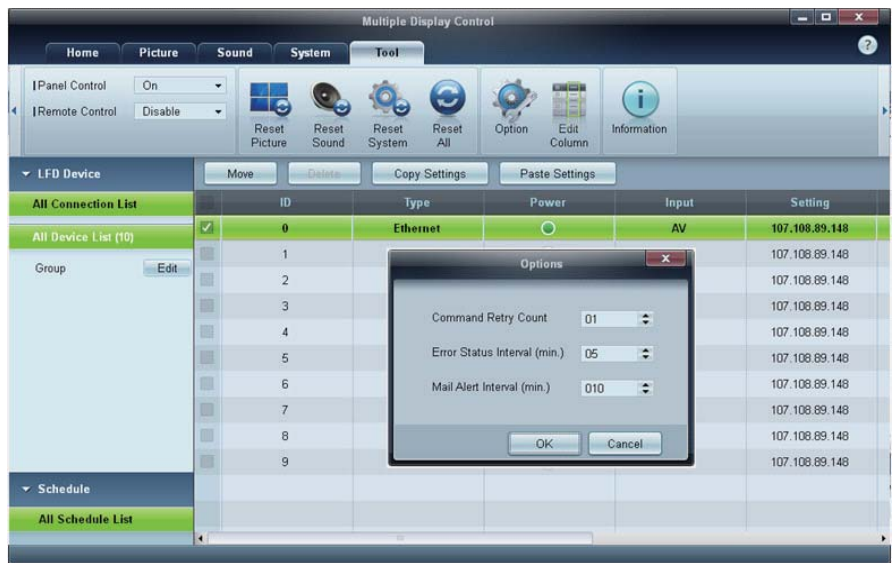 Multiple Display Control
Home Picture Sound System Tool
Panel Control On
Remote Control Disable
Reset Picture
Reset Sound
Reset System
Reset All
Option
Edit Column
Information
LFD Device
Move Delete Copy Settings Paste Settings
All Connection List
ID Type Power Input Setting
All Device List (10)
0 Ethernet AV 107.108.89.148
Group Edit
1 107.108.89.148
2 107.108.89.148
3 107.108.89.148
4 107.108.89.148
5 107.108.89.148
6 107.108.89.148
7 107.108.89.148
8 107.108.89.148
9 107.108.89.148
Options
Command Retry Count 01
Error Status Interval (min.) 05
Mail Alert Interval (min.) 010
OK Cancel
Schedule
All Schedule List